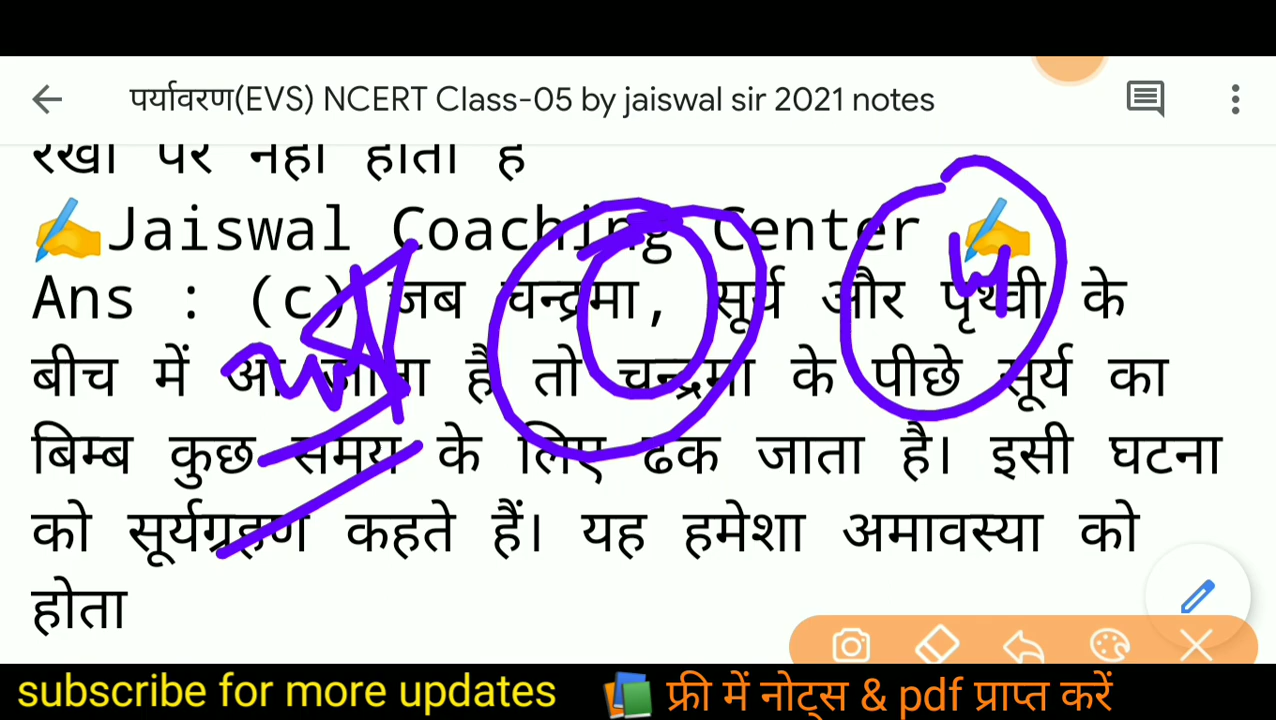 पर्यावरण(EVS) NCERT Class-05 by jaiswal sir 2021 notes
रेखा पर नहीं होता है
✍Jaiswal Coaching Center ✍
Ans : (c) जब चन्द्रमा, सूर्य और पृथ्वी के
बीच में आ जाता है तो चन्द्रमा के पीछे सूर्य का
बिम्ब कुछ समय के लिए ढक जाता है। इसी घटना
को सूर्यग्रहण कहते हैं। यह हमेशा अमावस्या को
होता
subscribe for more updates फ्री में नोट्स & pdf प्राप्त करें